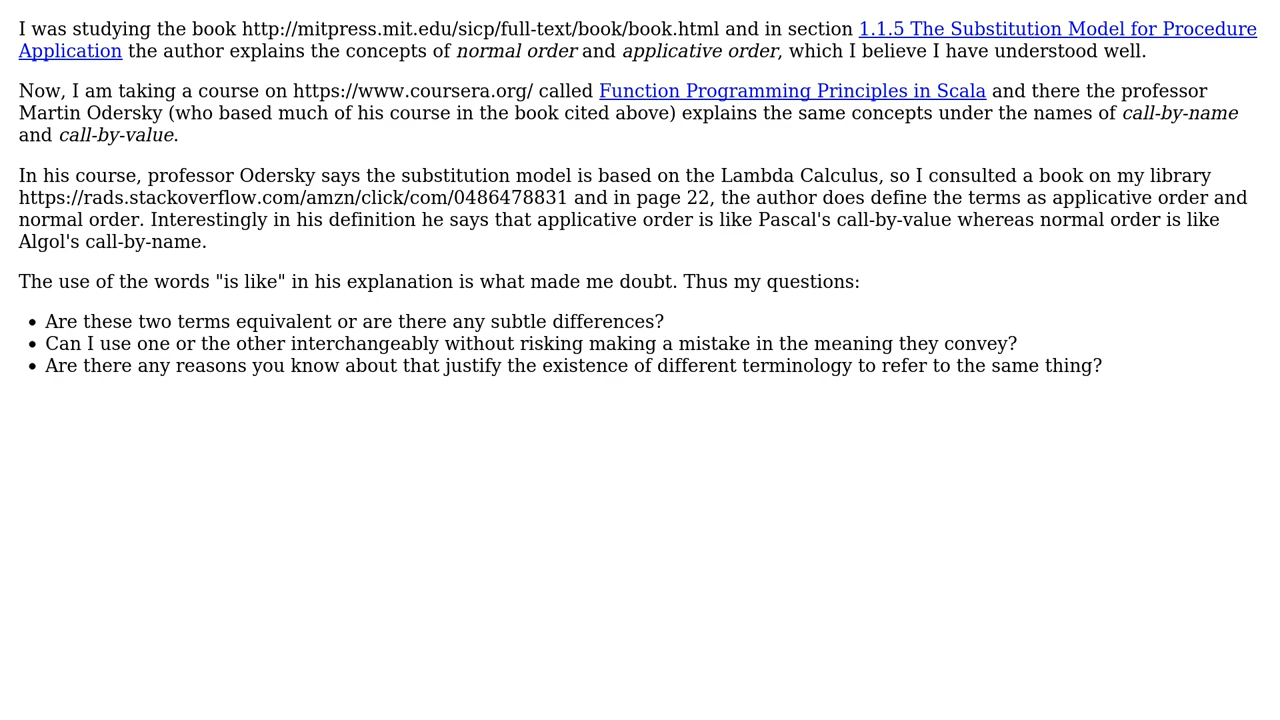 I was studying the book http://mitpress.mit.edu/sicp/full-text/book/book.html and in section 1.1.5 The Substitution Model for Procedure
Application the author explains the concepts of normal order and applicative order, which I believe I have understood well.
Now, I am taking a course on https://www.coursera.org/ called Function Programming Principles in Scala and there the professor
Martin Odersky (who based much of his course in the book cited above) explains the same concepts under the names of call-by-name
and call-by-value.
In his course, professor Odersky says the substitution model is based on the Lambda Calculus, so I consulted a book on my library
https://rads.stackoverflow.com/amzn/click/com/0486478831 and in page 22, the author does define the terms as applicative order and
normal order. Interestingly in his definition he says that applicative order is like Pascal's call-by-value whereas normal order is like
Algol's call-by-name.
The use of the words "is like" in his explanation is what made me doubt. Thus my questions:
• Are these two terms equivalent or are there any subtle differences?
• Can I use one or the other interchangeably without risking making a mistake in the meaning they convey?
• Are there any reasons you know about that justify the existence of different terminology to refer to the same thing?